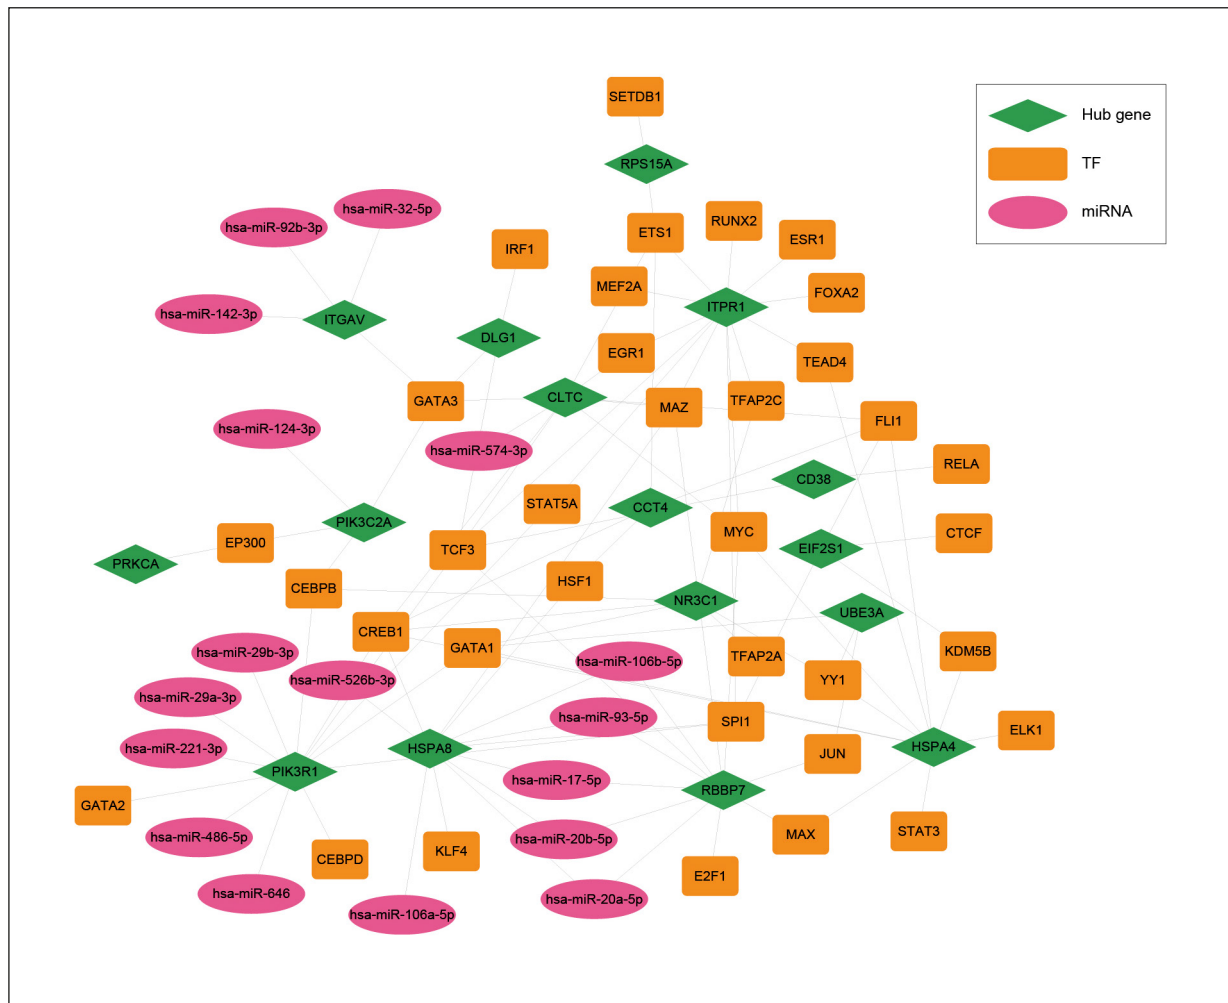 SETDB1
Hub gene
RPS15A
TF
hsa-miR-32-5p
miRNA
hsa-miR-92b-3p
RUNX2
ETS1
ESR1
IRF1
MEF2A
FOXA2
ITPR1
hsa-miR-142-3p
ITGAV
DLG1
EGR1
TEAD4
GATA3
CLTC
MAZ
TFAP2C
FLI1
hsa-miR-124-3p
hsa-miR-574-3p
RELA
CD38
STAT5A
CCT4
PIK3C2A
MYC
CTCF
EP300
TCF3
EIF2S1
PRKCA
HSF1
CEBPB
NR3C1
UBE3A
CREB1
GATA1
KDM5B
hsa-miR-29b-3p
hsa-miR-106b-5p
TFAP2A
hsa-miR-526b-3p
YY1
hsa-miR-29a-3p
hsa-miR-93-5p
SPI1
ELK1
hsa-miR-221-3p
HSPA8
HSPA4
JUN
PIK3R1
hsa-miR-17-5p
RBBP7
GATA2
hsa-miR-486-5p
hsa-miR-20b-5p
MAX
STAT3
KLF4
CEBPD
E2F1
hsa-miR-646
hsa-miR-20a-5p
hsa-miR-106a-5p